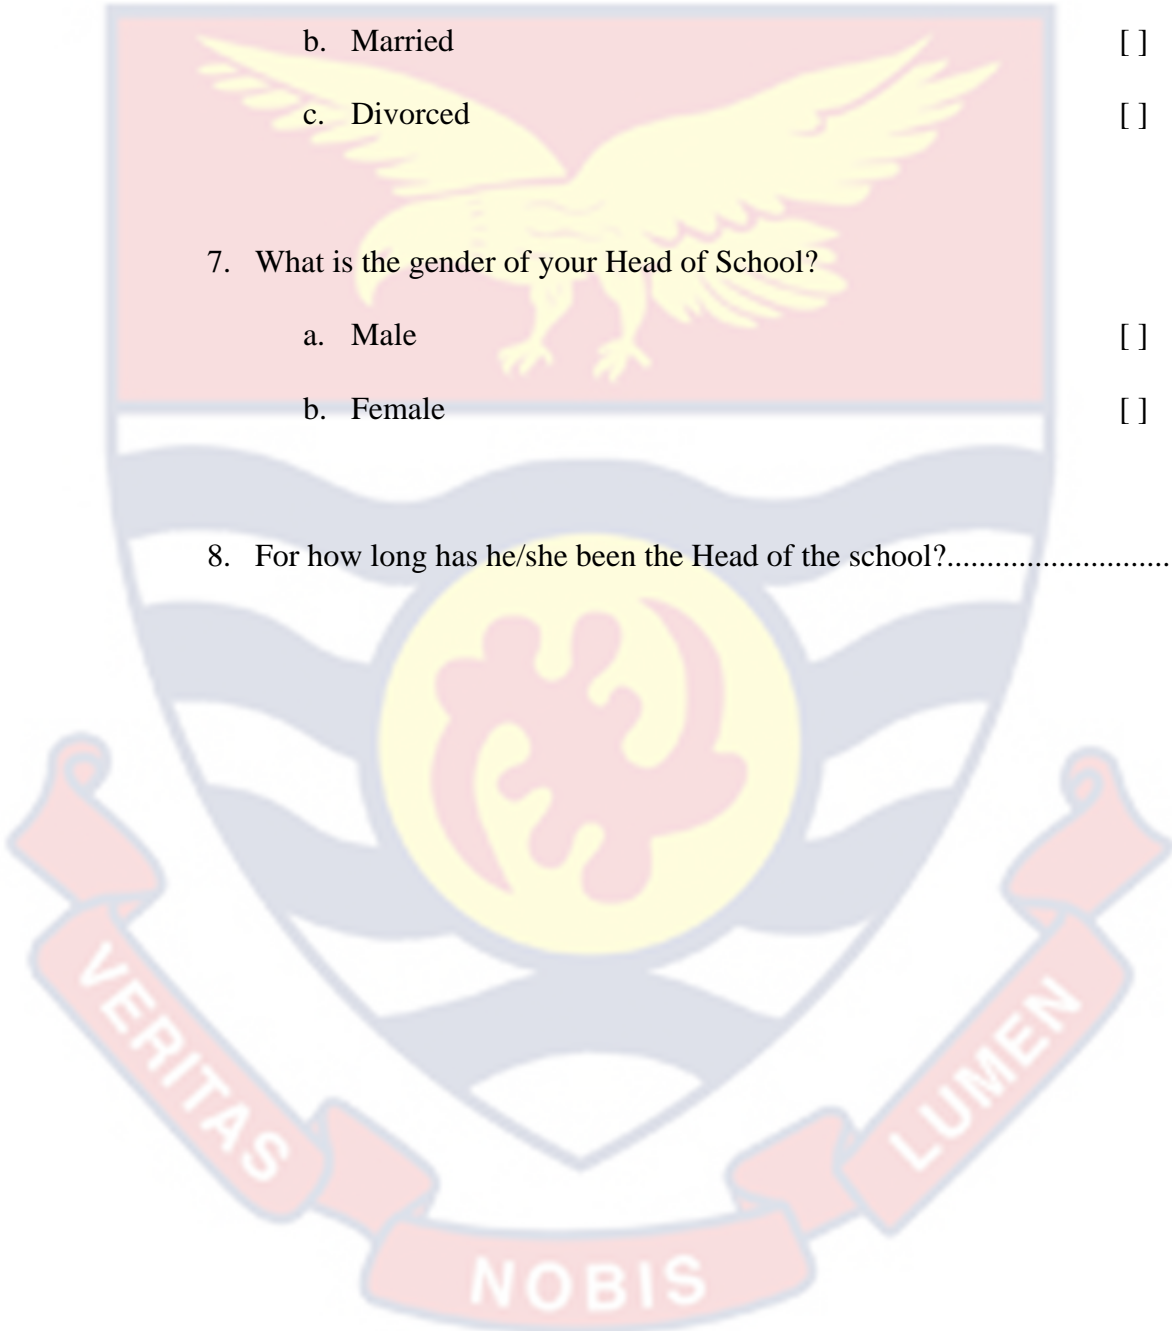 b. Married [ ]
c. Divorced [ ]
7. What is the gender of your Head of School?
a. Male [ ]
b. Female [ ]
8. For how long has he/she been the Head of the school?............................
VERITAS
NOBIS
LUMEN